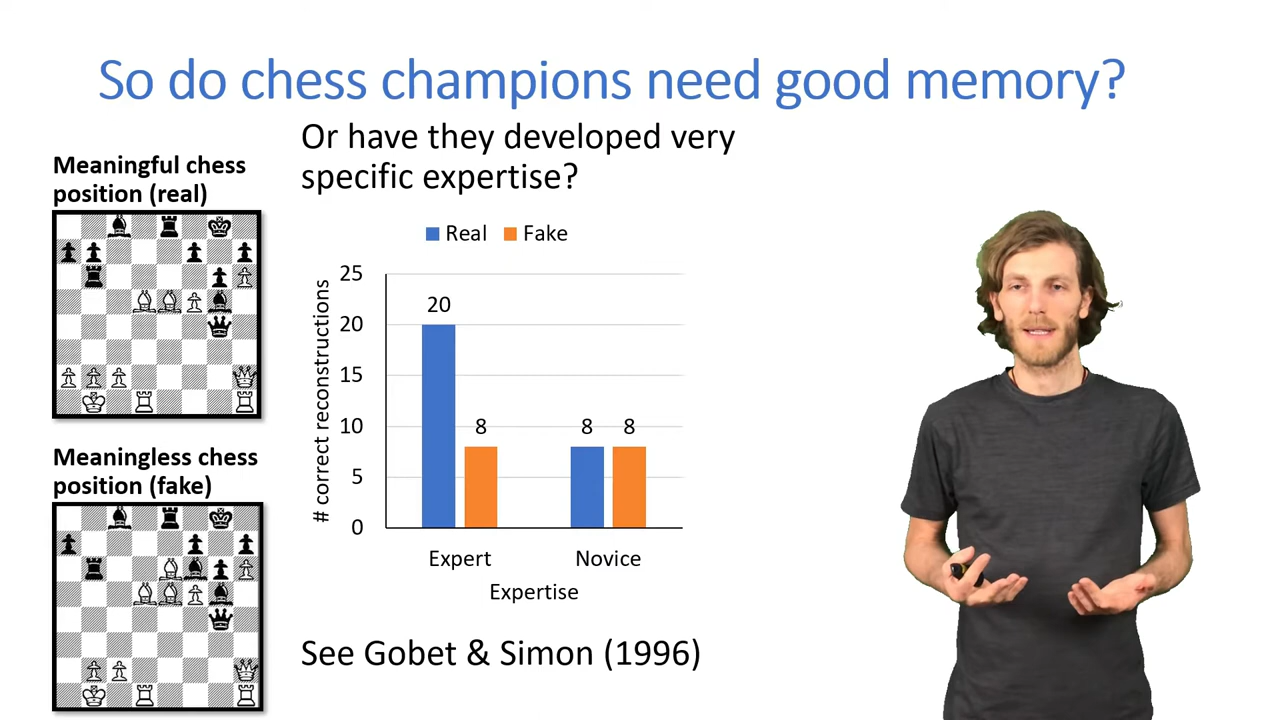 So do chess champions need good memory?
Or have they developed very
specific expertise?
Meaningful chess
position (real)
Meaningless chess
position (fake)
Real Fake
# correct reconstructions
25
20
15
10
5
0
20
8
8
8
Expert Novice
Expertise
See Gobet & Simon (1996)